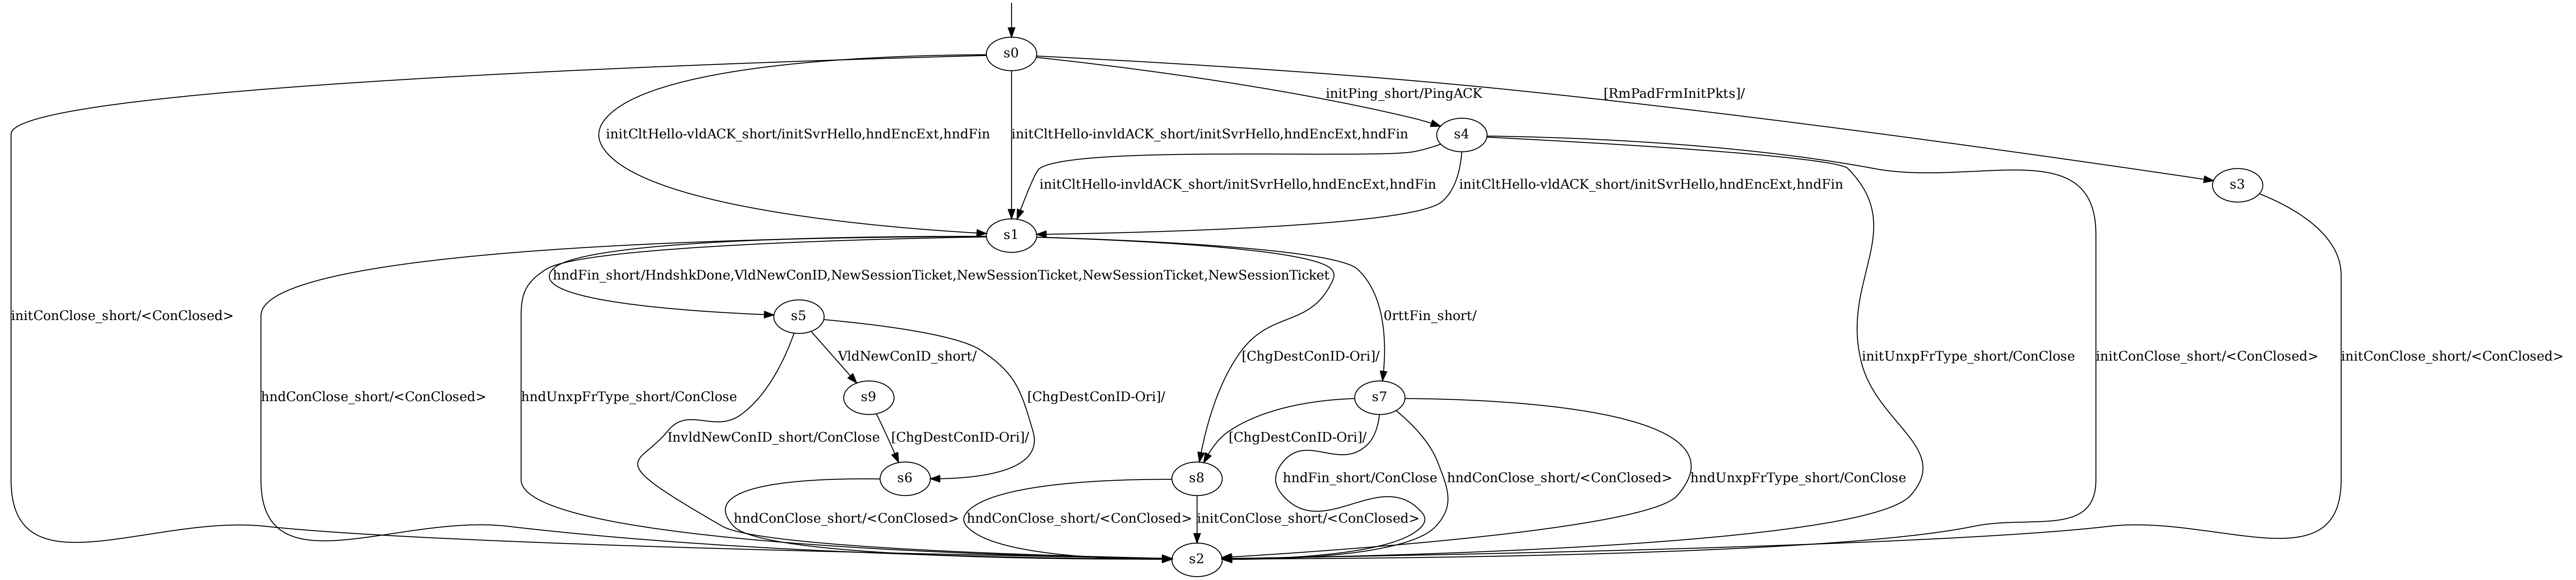 s0
initPing_short/PingACK
[RmPadFrmInitPkts]/
initCltHello-vldACK_short/initSvrHello,hndEncExt,hndFin
initCltHello-invldACK_short/initSvrHello,hndEncExt,hndFin
s4
initCltHello-invldACK_short/initSvrHello,hndEncExt,hndFin
initCltHello-vldACK_short/initSvrHello,hndEncExt,hndFin
s3
s1
hndFin_short/HndshkDone,VldNewConID,NewSessionTicket,NewSessionTicket,NewSessionTicket,NewSessionTicket
initConClose_short/<ConClosed>
s5
0rttFin_short/
VldNewConID_short/
[ChgDestConID-Ori]/
initUnxpFrType_short/ConClose
initConClose_short/<ConClosed>
initConClose_short/<ConClosed>
hndConClose_short/<ConClosed>
hndUnxpFrType_short/ConClose
s9
[ChgDestConID-Ori]/
s7
InvldNewConID_short/ConClose
[ChgDestConID-Ori]/
[ChgDestConID-Ori]/
s6
s8
hndFin_short/ConClose
hndConClose_short/<ConClosed>
hndUnxpFrType_short/ConClose
hndConClose_short/<ConClosed>
hndConClose_short/<ConClosed>
initConClose_short/<ConClosed>
s2